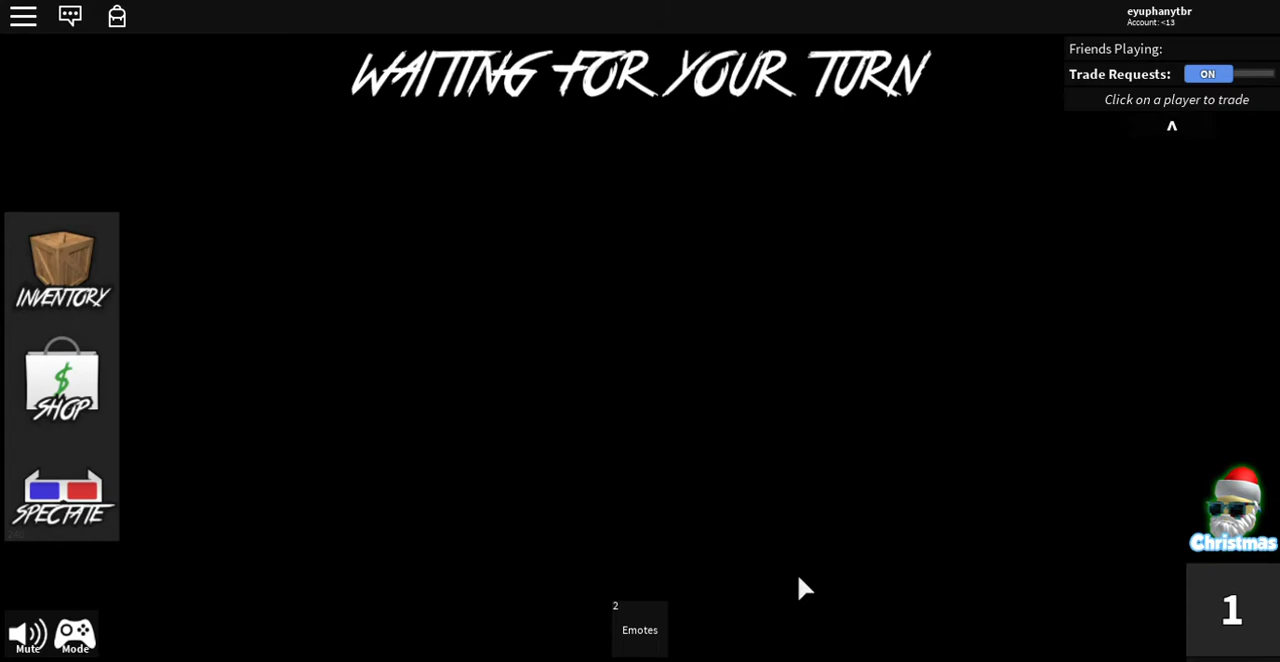 eyuphanytbr
Account: <13
WAITING FOR YOUR TURN
Friends Playing:
Trade Requests: ON
Click on a player to trade
^
INVENTORY
$
SHOP
SPECTATE
240
Christmas
1
2
Emotes
Mute
Mode